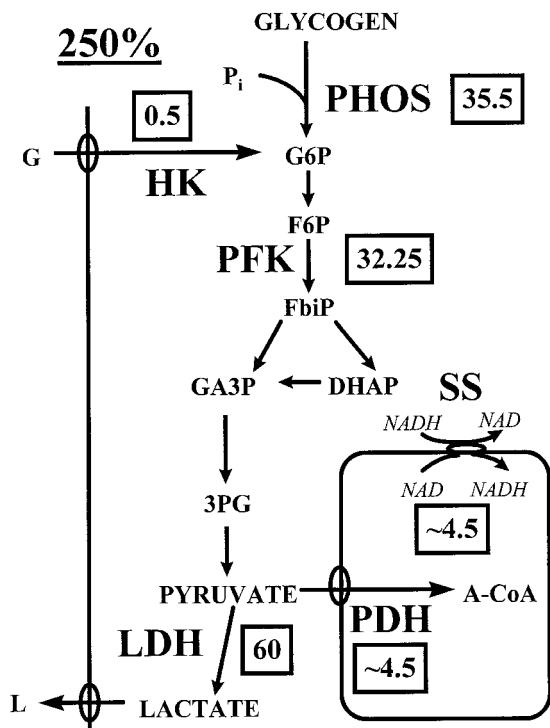 GLYCOGEN
250%
Pi
PHOS
35.5
0.5
G
HK
G6P
F6P
PFK
32.25
FbiP
GA3P
DHAP
SS
NADH
NAD
NAD
NADH
3PG
~4.5
PYRUVATE
A-CoA
LDH
60
PDH
~4.5
L
LACTATE